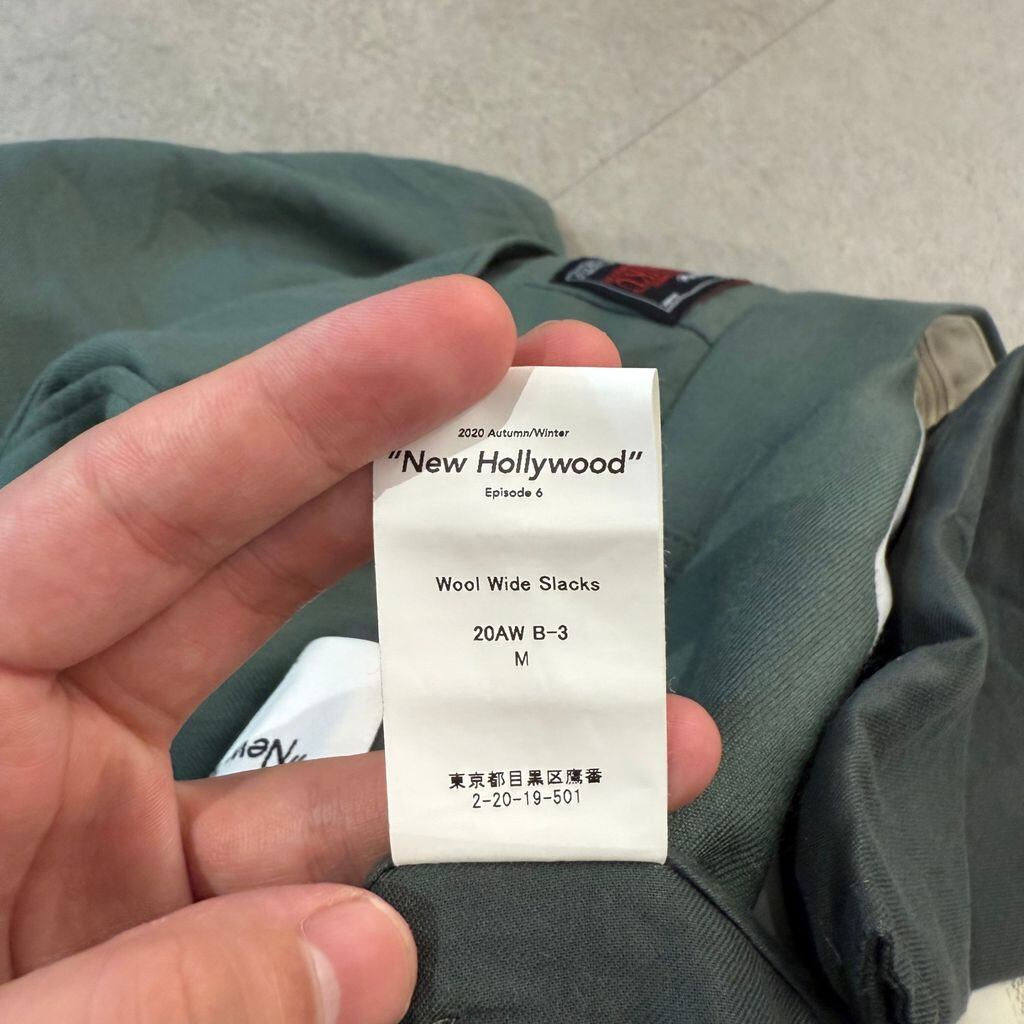 2020 Autumn/Winter
"New Hollywood"
Episode 6
Wool Wide Slacks
20AW B-3
M
東京都目黒区鷹番
2-20-19-501
"New